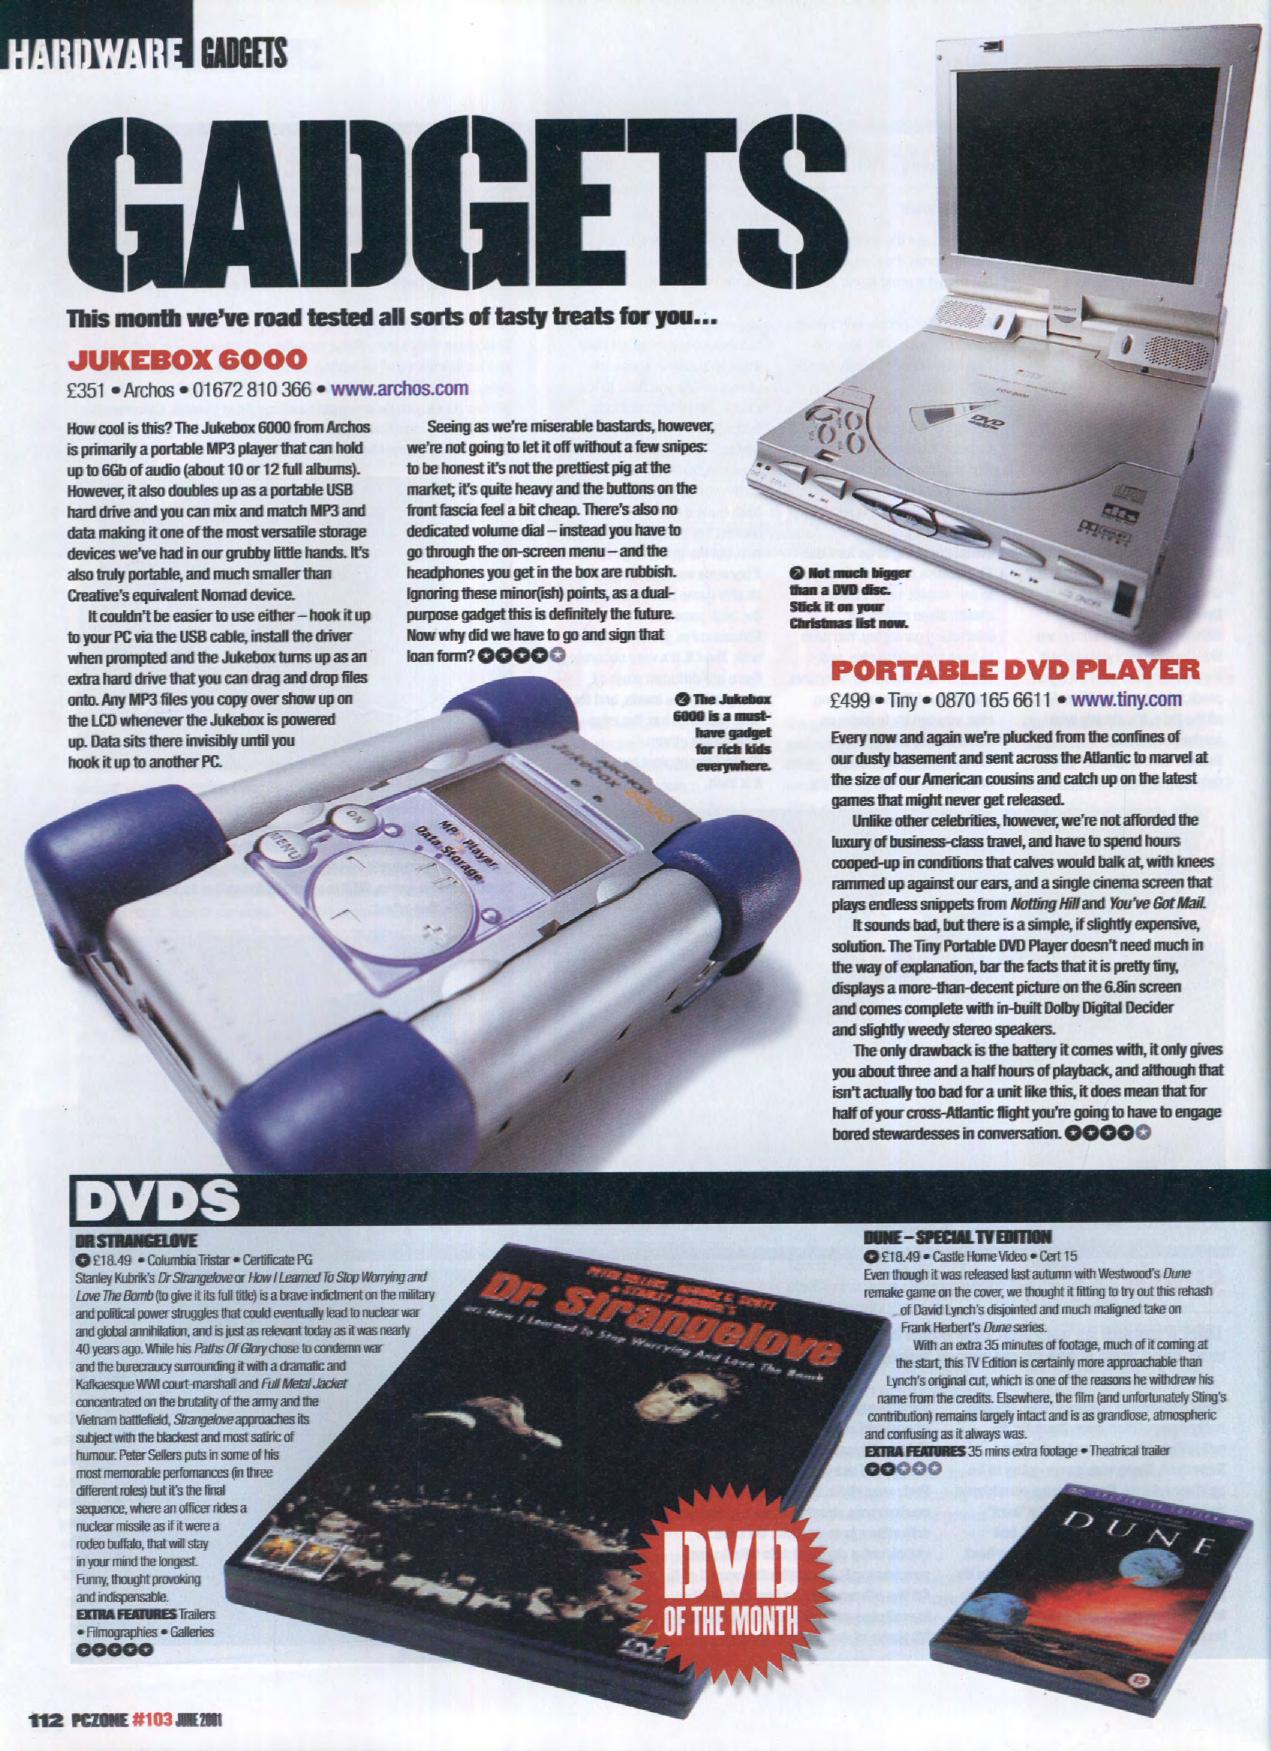 HARDWARE GADGETS
GADGETS
This month we've road tested all sorts of tasty treats for you...
JUKEBOX 6000
£351 • Archos • 01672 810 366 • www.archos.com
How cool is this? The Jukebox 6000 from Archos
is primarily a portable MP3 player that can hold
up to 6Gb of audio (about 10 or 12 full albums).
However, it also doubles up as a portable USB
hard drive and you can mix and match MP3 and
data making it one of the most versatile storage
devices we've had in our grubby little hands. It's
also truly portable, and much smaller than
Creative's equivalent Nomad device.
It couldn't be easier to use either – hook it up
to your PC via the USB cable, install the driver
when prompted and the Jukebox turns up as an
extra hard drive that you can drag and drop files
onto. Any MP3 files you copy over show up on
the LCD whenever the Jukebox is powered
up. Data sits there invisibly until you
hook it up to another PC.
Seeing as we're miserable bastards, however,
we're not going to let it off without a few snipes:
to be honest it's not the prettiest pig at the
market; it's quite heavy and the buttons on the
front fascia feel a bit cheap. There's also no
dedicated volume dial – instead you have to
go through the on-screen menu – and the
headphones you get in the box are rubbish.
Ignoring these minor(ish) points, as a dual-
purpose gadget this is definitely the future.
Now why did we have to go and sign that
loan form?
The Jukebox
6000 is a must-
have gadget
for rich kids
everywhere.
ARCHOS
Jukebox 6000
MP3 Player
Data Storage
ON
MENU
DVD
Not much bigger
than a DVD disc.
Stick it on your
Christmas list now.
PORTABLE DVD PLAYER
£499 • Tiny • 0870 165 6611 • www.tiny.com
Every now and again we're plucked from the confines of
our dusty basement and sent across the Atlantic to marvel at
the size of our American cousins and catch up on the latest
games that might never get released.
Unlike other celebrities, however, we're not afforded the
luxury of business-class travel, and have to spend hours
cooped-up in conditions that calves would balk at, with knees
rammed up against our ears, and a single cinema screen that
plays endless snippets from Notting Hill and You've Got Mail.
It sounds bad, but there is a simple, if slightly expensive,
solution. The Tiny Portable DVD Player doesn't need much in
the way of explanation, bar the facts that it is pretty tiny,
displays a more-than-decent picture on the 6.8in screen
and comes complete with in-built Dolby Digital Decider
and slightly weedy stereo speakers.
The only drawback is the battery it comes with, it only gives
you about three and a half hours of playback, and although that
isn't actually too bad for a unit like this, it does mean that for
half of your cross-Atlantic flight you're going to have to engage
bored stewardesses in conversation.
DVDS
DR STRANGELOVE
£18.49 • Columbia Tristar • Certificate PG
Stanley Kubrik's Dr Strangelove or How I Learned To Stop Worrying and
Love The Bomb (to give it its full title) is a brave indictment on the military
and political power struggles that could eventually lead to nuclear war
and global annihilation, and is just as relevant today as it was nearly
40 years ago. While his Paths Of Glory chose to condemn war
and the burecraucy surrounding it with a dramatic and
Kafkaesque WWI court-marshall and Full Metal Jacket
concentrated on the brutality of the army and the
Vietnam battlefield, Strangelove approaches its
subject with the blackest and most satiric of
humour. Peter Sellers puts in some of his
most memorable perfomances (in three
different roles) but it's the final
sequence, where an officer rides a
nuclear missile as if it were a
rodeo buffalo, that will stay
in your mind the longest.
Funny, thought provoking
and indispensable.
EXTRA FEATURES Trailers
• Filmographies • Galleries
Dr. Strangelove
or: How I Learned To Stop Worrying And Love The Bomb
DVD
OF THE MONTH
DUNE – SPECIAL TV EDITION
£18.49 • Castle Home Video • Cert 15
Even though it was released last autumn with Westwood's Dune
remake game on the cover, we thought it fitting to try out this rehash
of David Lynch's disjointed and much maligned take on
Frank Herbert's Dune series.
With an extra 35 minutes of footage, much of it coming at
the start, this TV Edition is certainly more approachable than
Lynch's original cut, which is one of the reasons he withdrew his
name from the credits. Elsewhere, the film (and unfortunately Sting's
contribution) remains largely intact and is as grandiose, atmospheric
and confusing as it always was.
EXTRA FEATURES 35 mins extra footage • Theatrical trailer
SPECIAL TV EDITION
DUNE
15
112 PCZONE #103 JUNE 2001